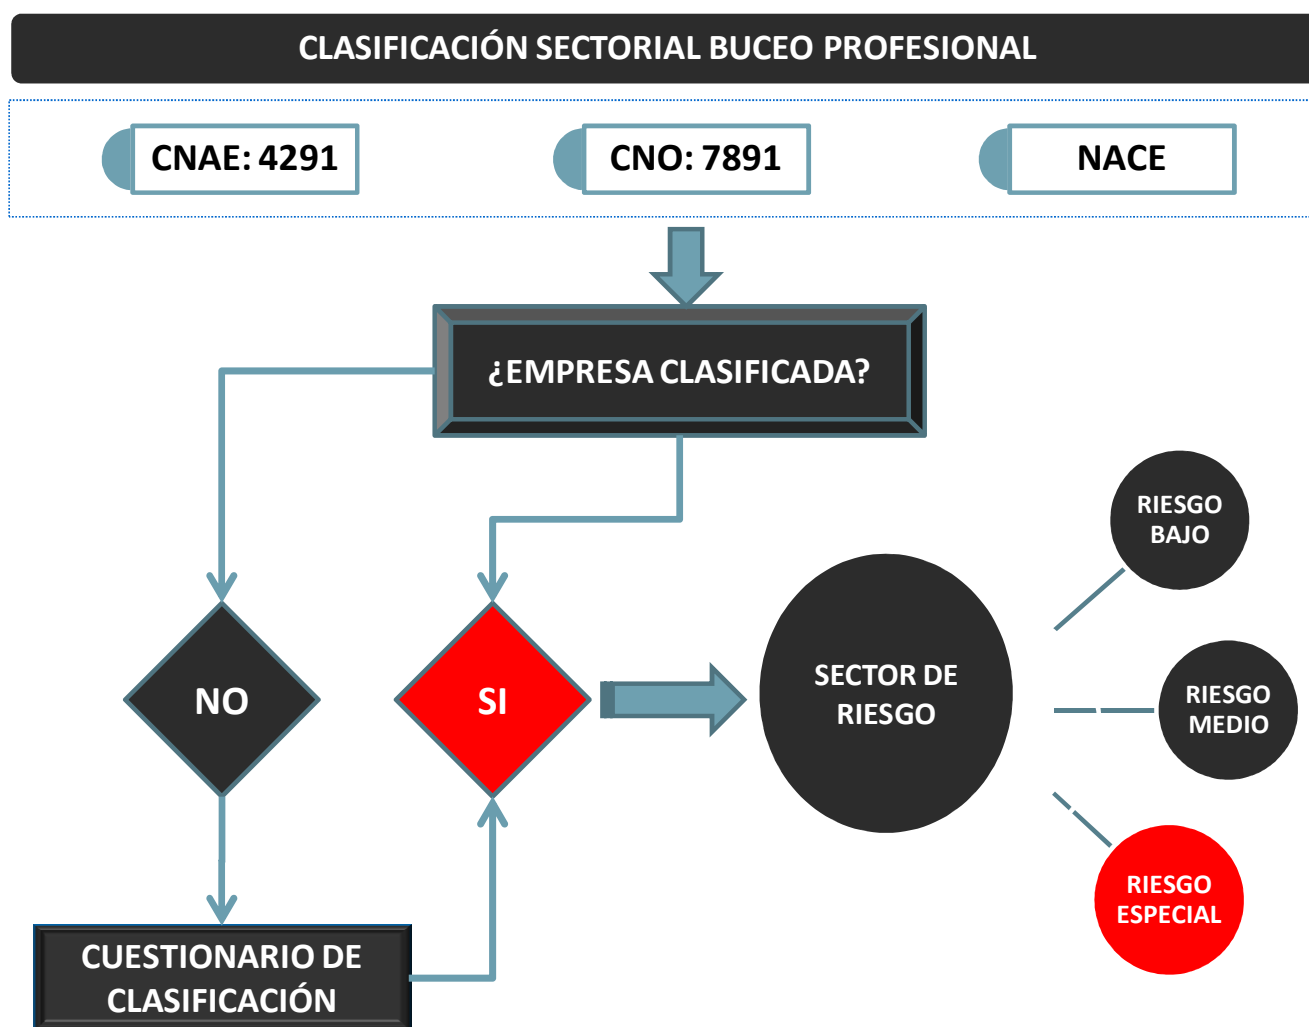 CLASIFICACIÓN SECTORIAL BUCEO PROFESIONAL
CNAE: 4291
CNO: 7891
NACE
¿EMPRESA CLASIFICADA?
RIESGO
BAJO
NO
SI
SECTOR DE
RIESGO
RIESGO
MEDIO
RIESGO
ESPECIAL
CUESTIONARIO DE
CLASIFICACIÓN